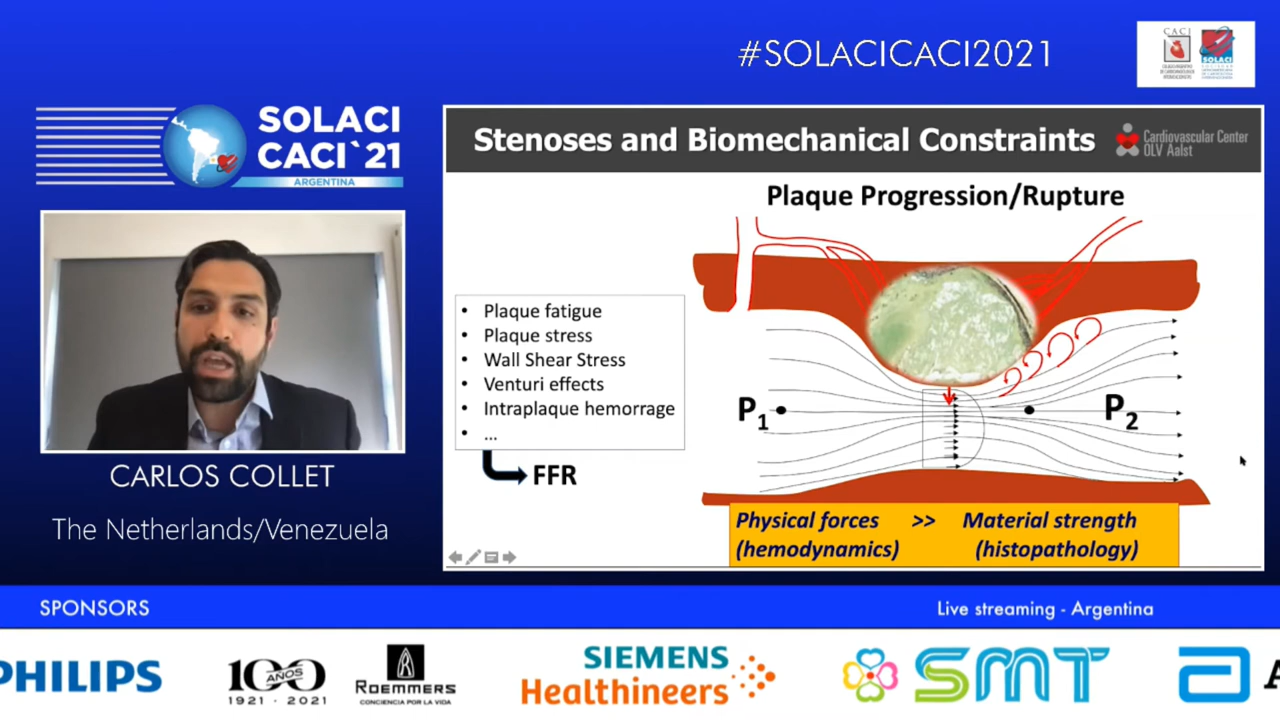 #SOLACICACI2021
CACI
SOLACI
SOLACI
CACI`21
ARGENTINA
Stenoses and Biomechanical Constraints
Cardiovascular Center
OLV Aalst
Plaque Progression/Rupture
• Plaque fatigue
• Plaque stress
• Wall Shear Stress
• Venturi effects
• Intraplaque hemorrage
• ...
FFR
P1
P2
Physical forces >> Material strength
(hemodynamics) (histopathology)
CARLOS COLLET
The Netherlands/Venezuela
SPONSORS
Live streaming - Argentina
PHILIPS
100
AÑOS
1921 - 2021
R
ROEMMERS
CONCIENCIA POR LA VIDA
SIEMENS
Healthineers
SMT
A